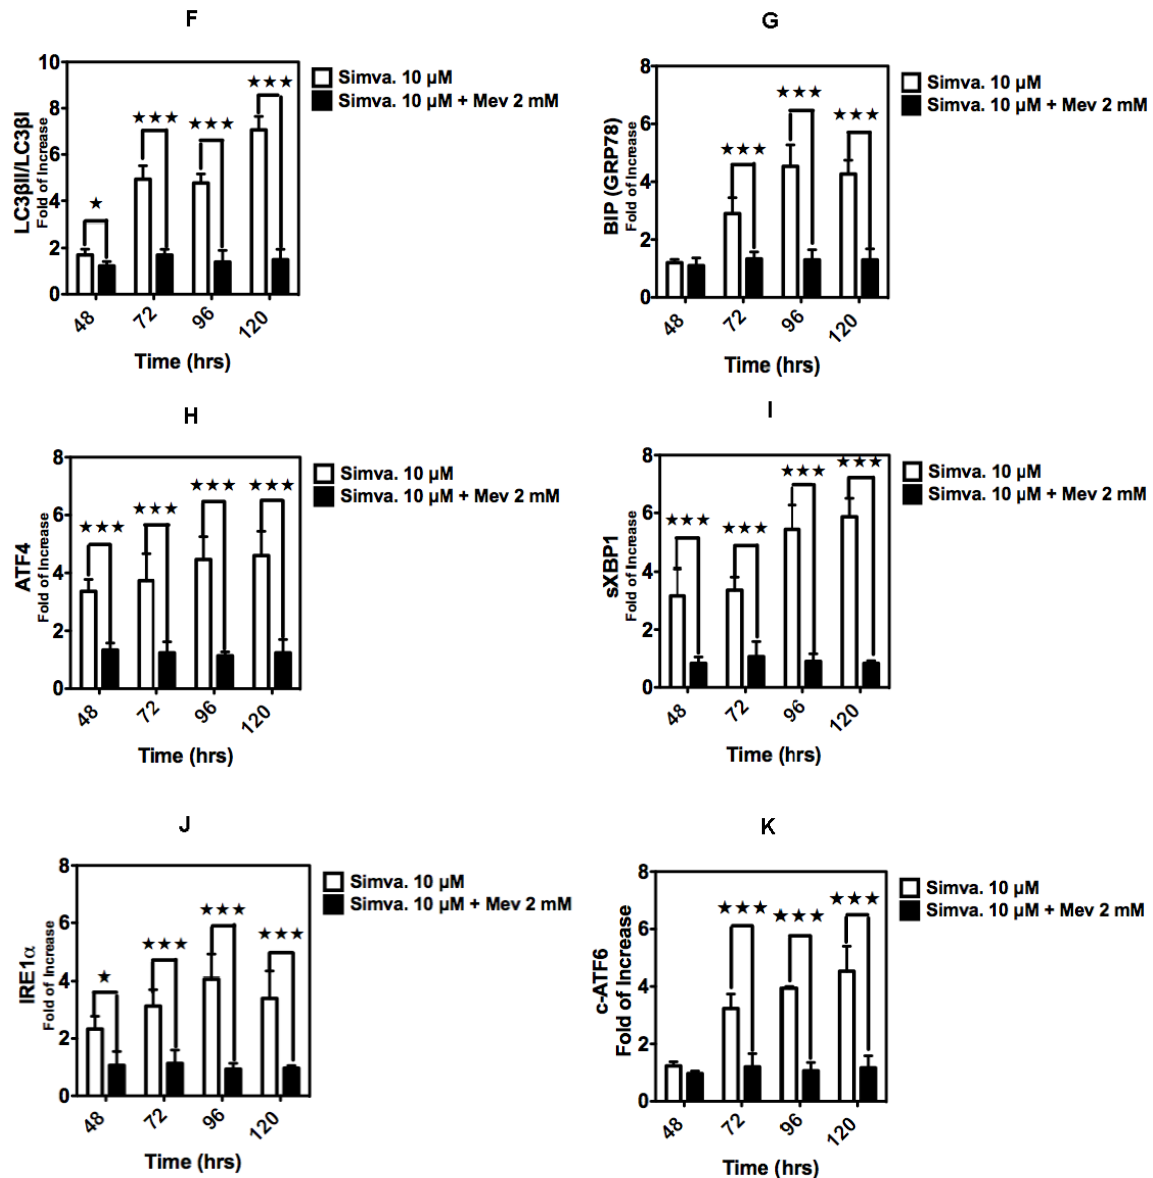 F
10
8
6
4
2
0
LC3βII/LC3βI
Fold of Increase
★
★★★
★★★
★★★
48
72
96
120
Time (hrs)
Simva. 10 μM
Simva. 10 μM + Mev 2 mM
G
8
6
4
2
0
BIP (GRP78)
Fold of Increase
★★★
★★★
★★★
48
72
96
120
Time (hrs)
Simva. 10 μM
Simva. 10 μM + Mev 2 mM
H
8
6
4
2
0
ATF4
Fold of Increase
★★★
★★★
★★★
★★★
48
72
96
120
Time (hrs)
Simva. 10 μM
Simva. 10 μM + Mev 2 mM
I
8
6
4
2
0
sXBP1
Fold of Increase
★★★
★★★
★★★
★★★
48
72
96
120
Time (hrs)
Simva. 10 μM
Simva. 10 μM + Mev 2 mM
J
8
6
4
2
0
IRE1α
Fold of Increase
★
★★★
★★★
★★★
48
72
96
120
Time (hrs)
Simva. 10 μM
Simva. 10 μM + Mev 2 mM
K
8
6
4
2
0
c-ATF6
Fold of Increase
★★★
★★★
★★★
48
72
96
120
Time (hrs)
Simva. 10 μM
Simva. 10 μM + Mev 2 mM